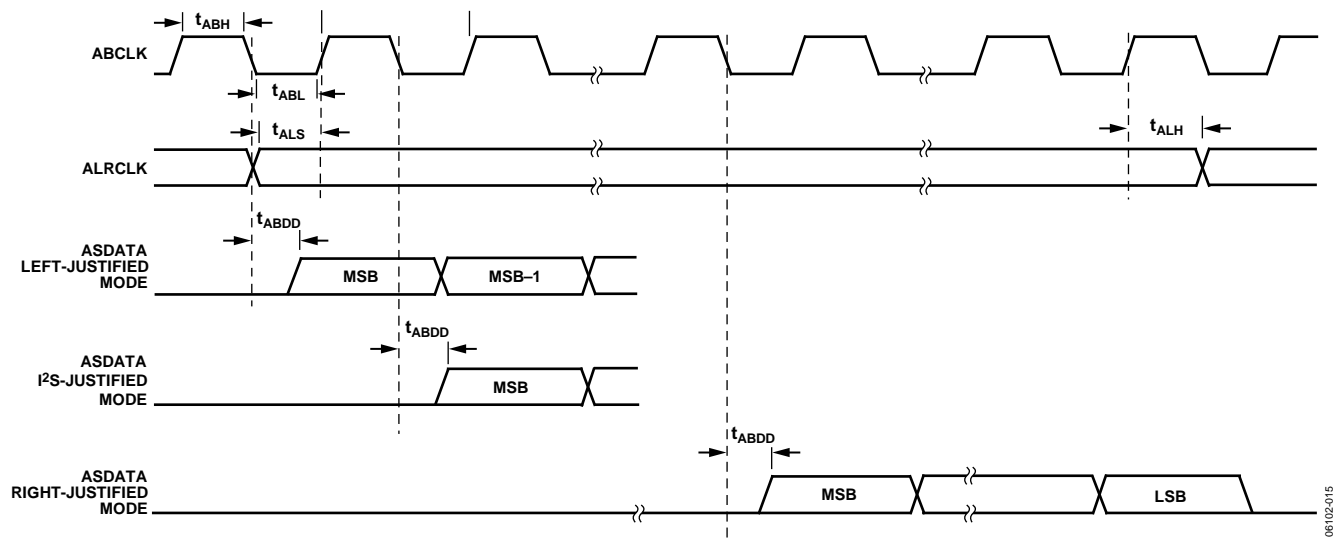 tABH
ABCLK
tABL
tALS
tALH
ALRCLK
tABDD
ASDATA
LEFT-JUSTIFIED
MODE
MSB
MSB–1
tABDD
ASDATA
I2S-JUSTIFIED
MODE
MSB
tABDD
ASDATA
RIGHT-JUSTIFIED
MODE
MSB
LSB
06102-015